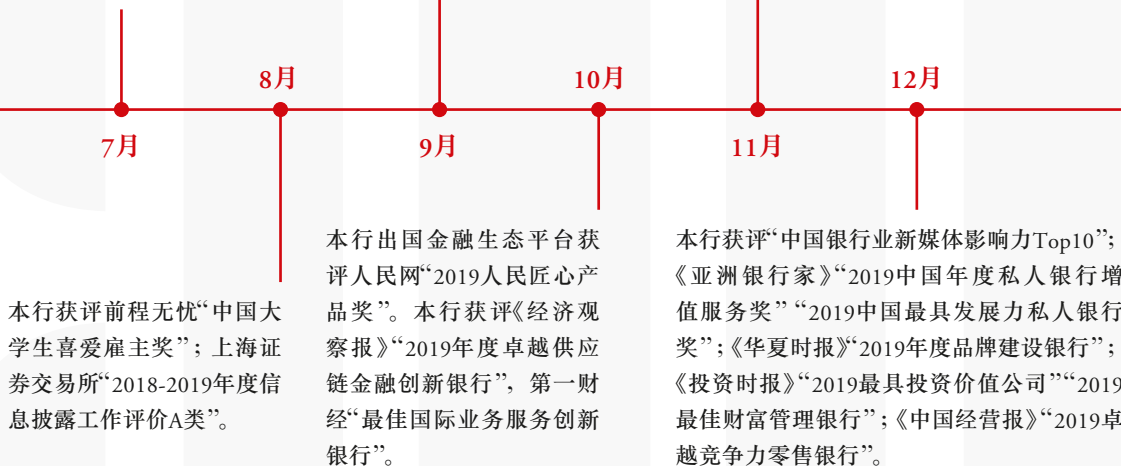 8月
10月
12月
7月
9月
11月
本行获评前程无忧“中国大
学生喜爱雇主奖”；上海证
券交易所“2018-2019年度信
息披露工作评价A类”。
本行出国金融生态平台获
评人民网“2019人民匠心产
品奖”。本行获评《经济观
察报》“2019年度卓越供应
链金融创新银行”，第一财
经“最佳国际业务服务创新
银行”。
本行获评“中国银行业新媒体影响力Top10”；
《亚洲银行家》“2019中国年度私人银行增
值服务奖”“2019中国最具发展力私人银行
奖”；《华夏时报》“2019年度品牌建设银行”；
《投资时报》“2019最具投资价值公司”“2019
最佳财富管理银行”；《中国经营报》“2019卓
越竞争力零售银行”。